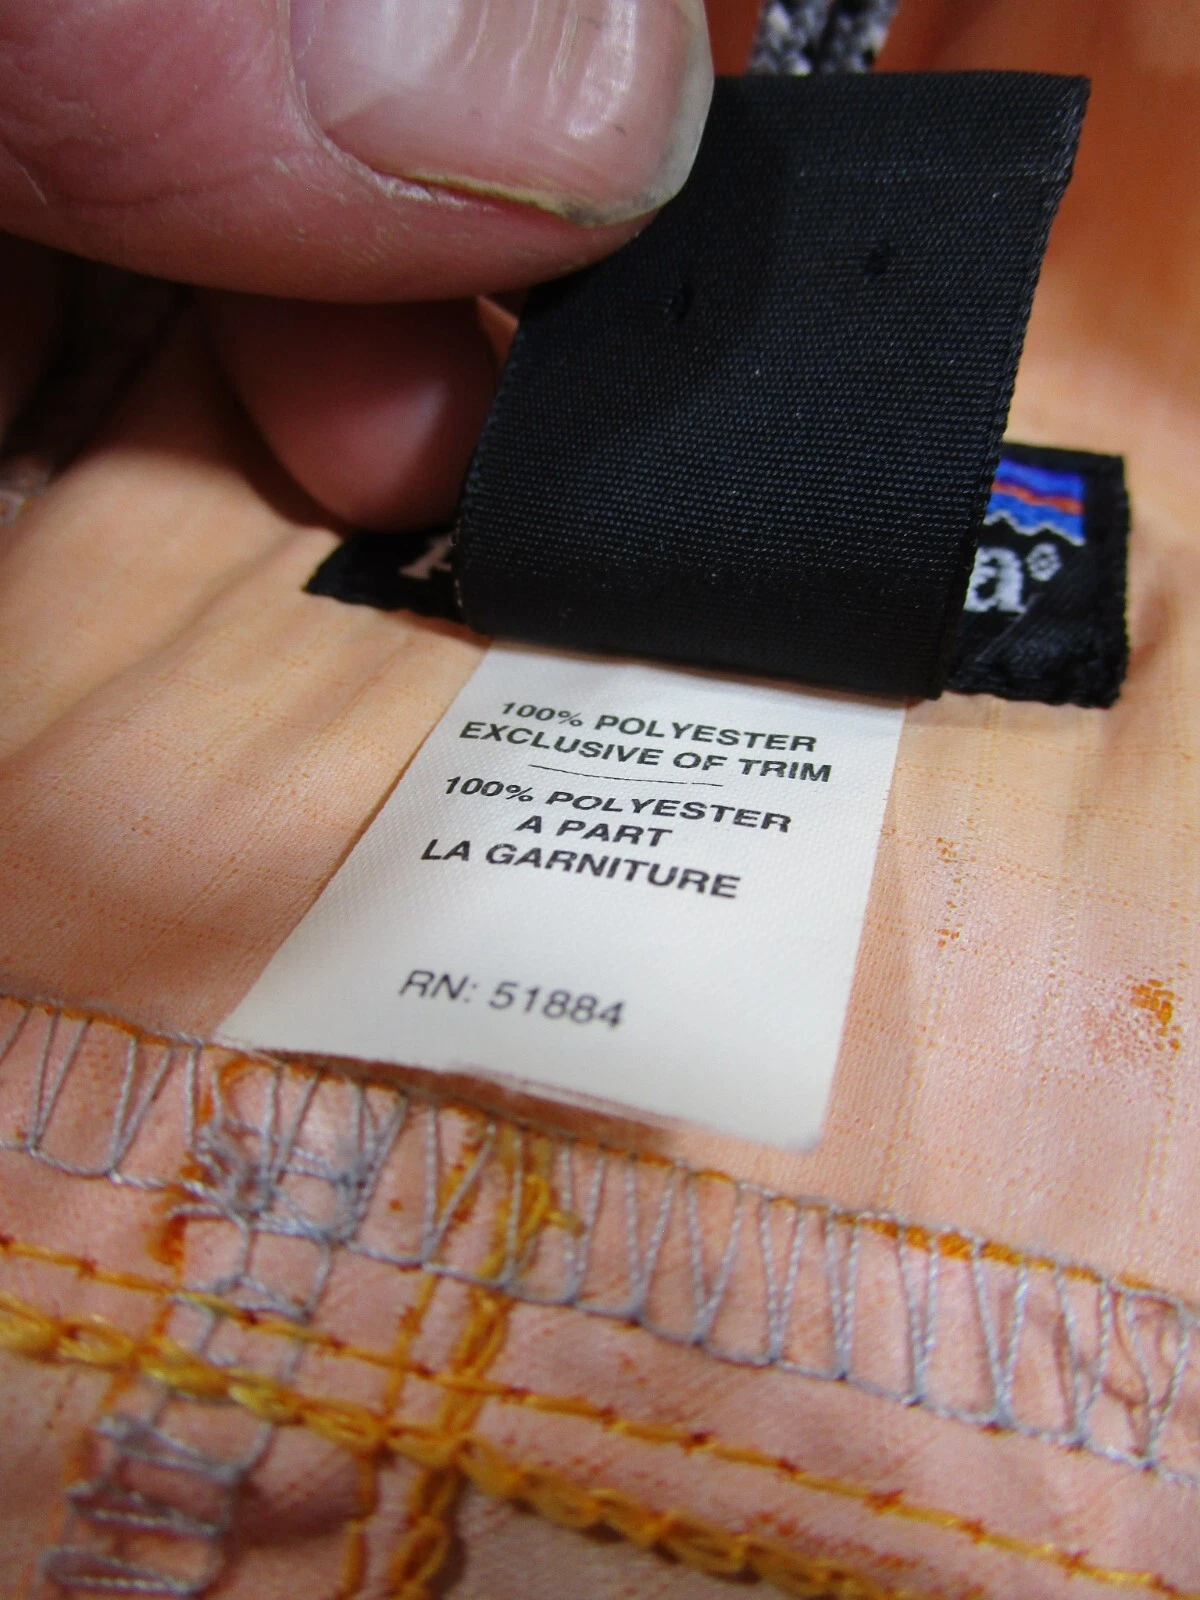 a®
100% POLYESTER
EXCLUSIVE OF TRIM
100% POLYESTER
A PART
LA GARNITURE
RN: 51884